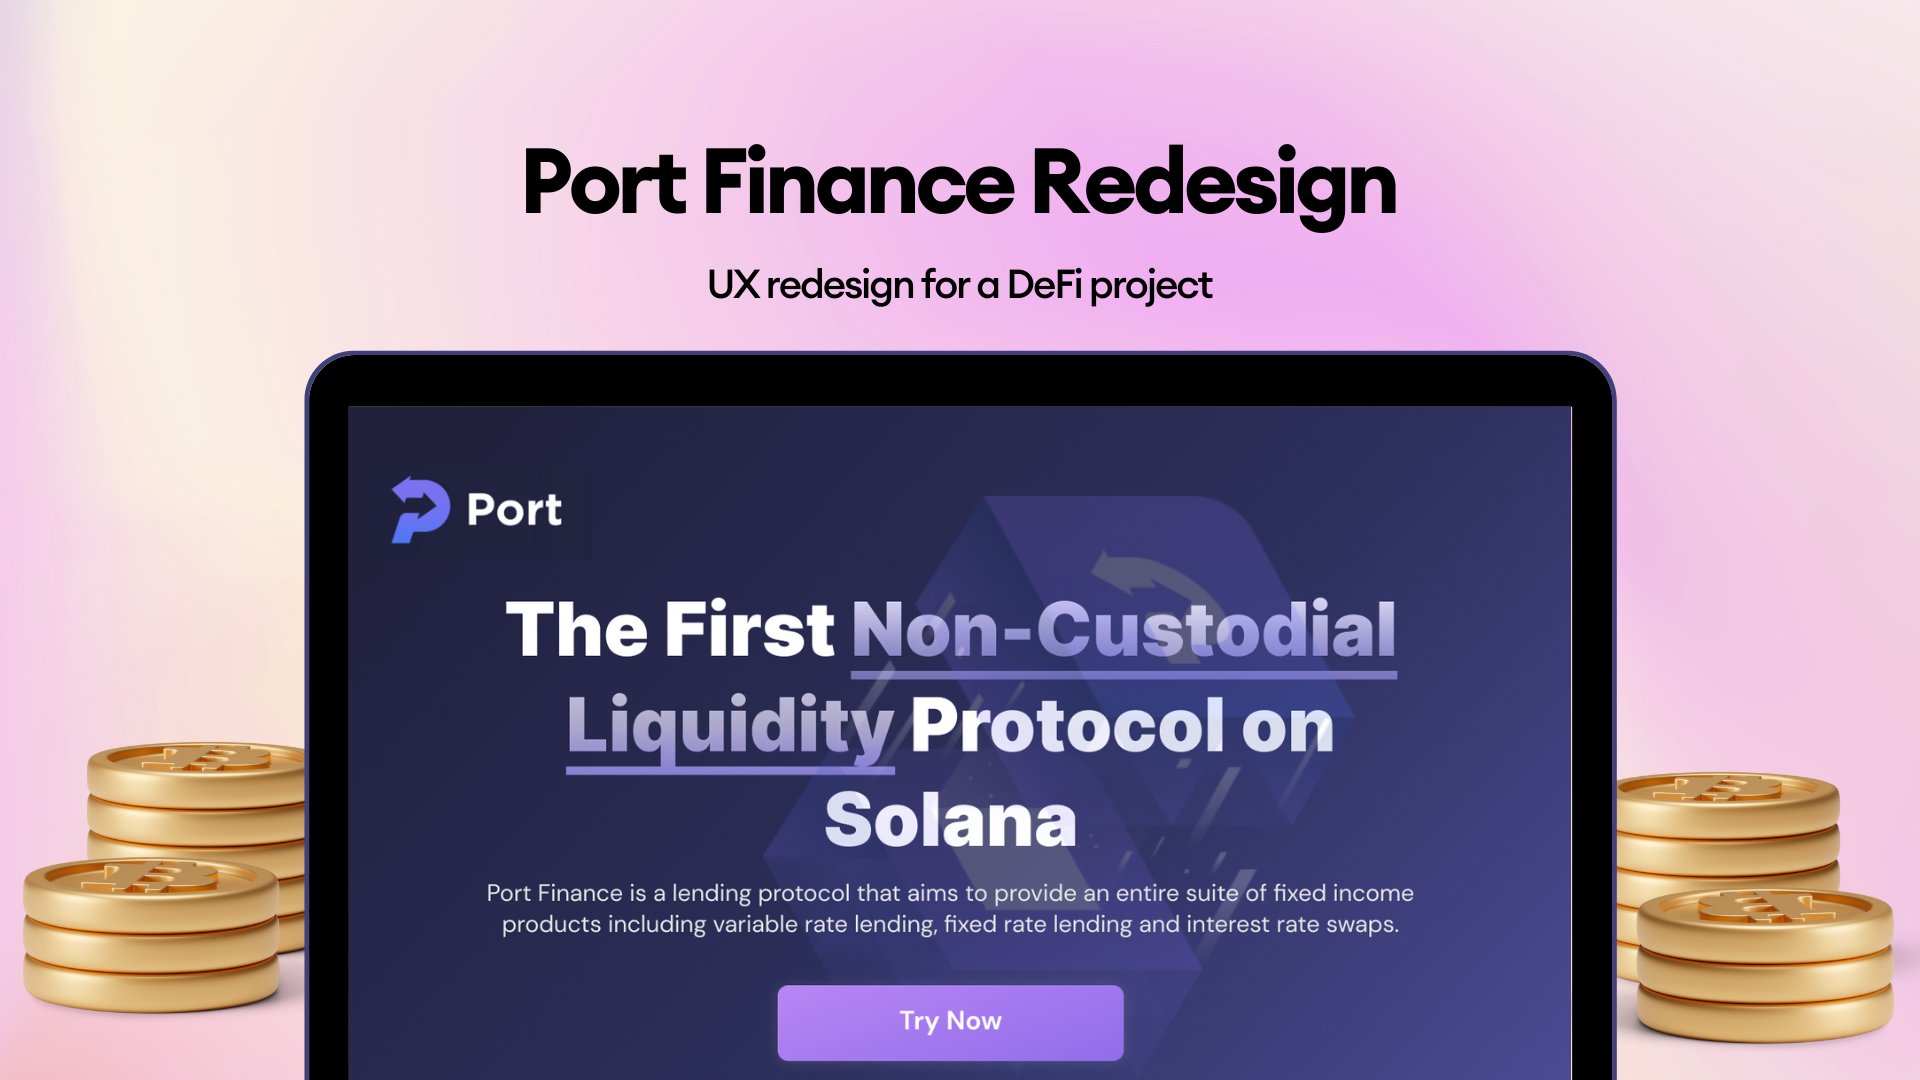 Port Finance Redesign
UX redesign for a DeFi project
Port
The First Non-Custodial
Liquidity Protocol on
Solana
Port Finance is a lending protocol that aims to provide an entire suite of fixed income
products including variable rate lending, fixed rate lending and interest rate swaps.
Try Now